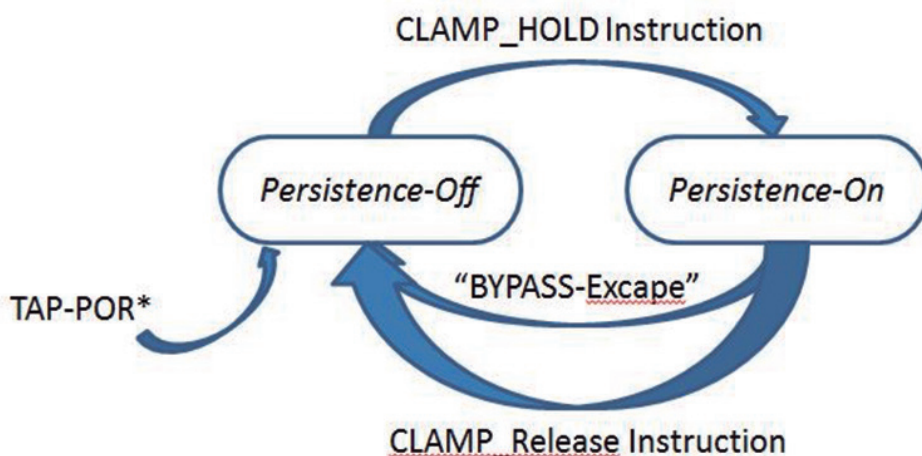 CLAMP_HOLD Instruction
Persistence-Off
Persistence-On
“BYPASS-Excape”
TAP-POR*
CLAMP_Release Instruction